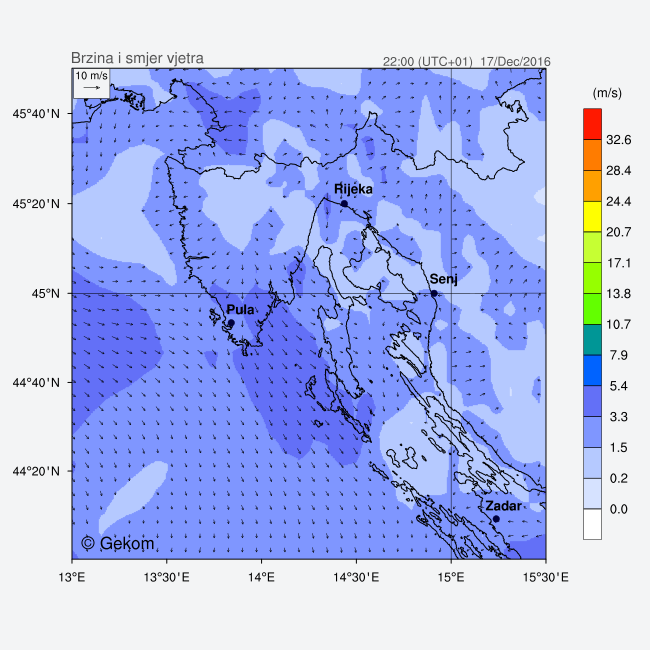 Brzina i smjer vjetra
22:00 (UTC+01) 17/Dec/2016
10 m/s
(m/s)
45°40'N
45°20'N
45°N
44°40'N
44°20'N
Rijeka
Senj
Pula
Zadar
© Gekom
13°E
13°30'E
14°E
14°30'E
15°E
15°30'E
32.6
28.4
24.4
20.7
17.1
13.8
10.7
7.9
5.4
3.3
1.5
0.2
0.0